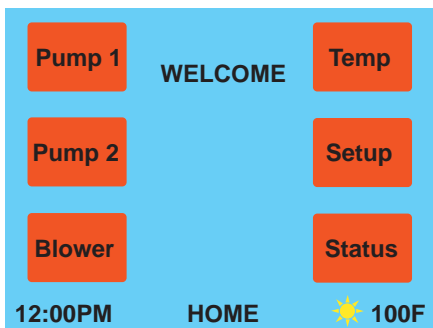 Pump 1
WELCOME
Temp
Pump 2
Setup
Blower
Status
12:00PM HOME 100F